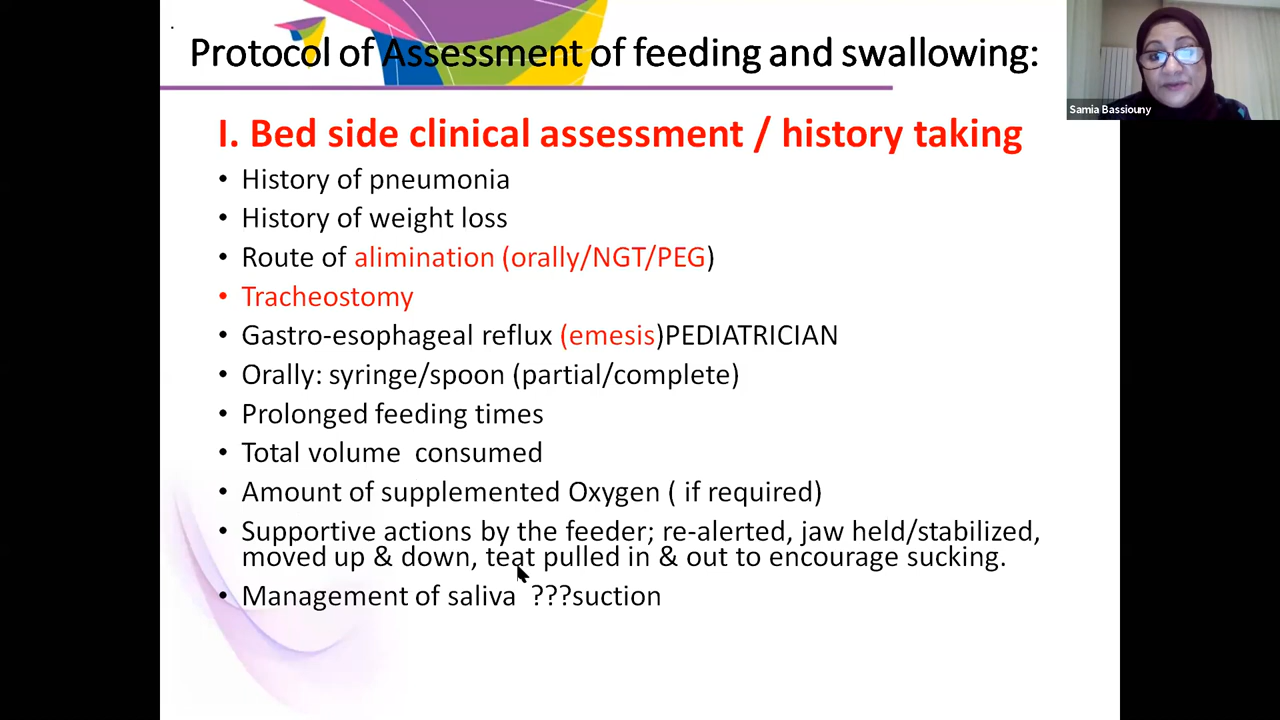 Protocol of Assessment of feeding and swallowing:
Samia Bassiouny
I. Bed side clinical assessment / history taking
• History of pneumonia
• History of weight loss
• Route of alimination (orally/NGT/PEG)
• Tracheostomy
• Gastro-esophageal reflux (emesis)PEDIATRICIAN
• Orally: syringe/spoon (partial/complete)
• Prolonged feeding times
• Total volume consumed
• Amount of supplemented Oxygen ( if required)
• Supportive actions by the feeder; re-alerted, jaw held/stabilized,
moved up & down, teat pulled in & out to encourage sucking.
• Management of saliva ???suction